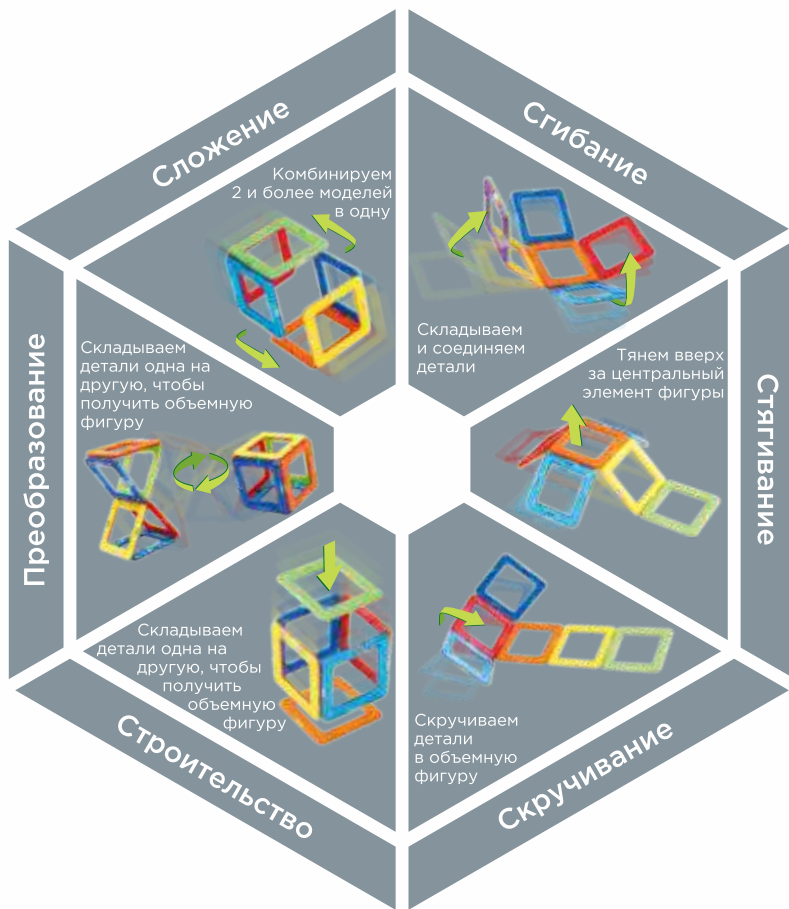 Сложение
Комбинируем
2 и более моделей
в одну
Сгибание
Складываем
и соединяем
детали
Стягивание
Тянем вверх
за центральный
элемент фигуры
Скручивание
Скручиваем
детали
в объемную
фигуру
Строительство
Складываем
детали одна на
другую, чтобы
получить
объемную
фигуру
Преобразование
Складываем
детали одна на
другую, чтобы
получить объемную
фигуру